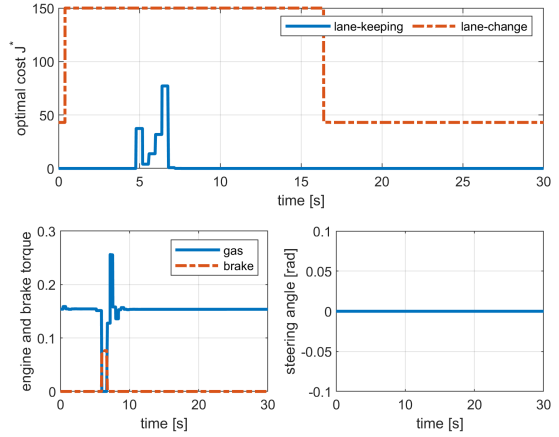 optimal cost J*
150
100
50
0
lane-keeping lane-change
0 5 10 15 20 25 30
time [s]
engine and brake torque
0.3
0.2
0.1
0
gas
brake
0 10 20 30
time [s]
steering angle [rad]
0.1
0.05
0
-0.05
-0.1
0 10 20 30
time [s]